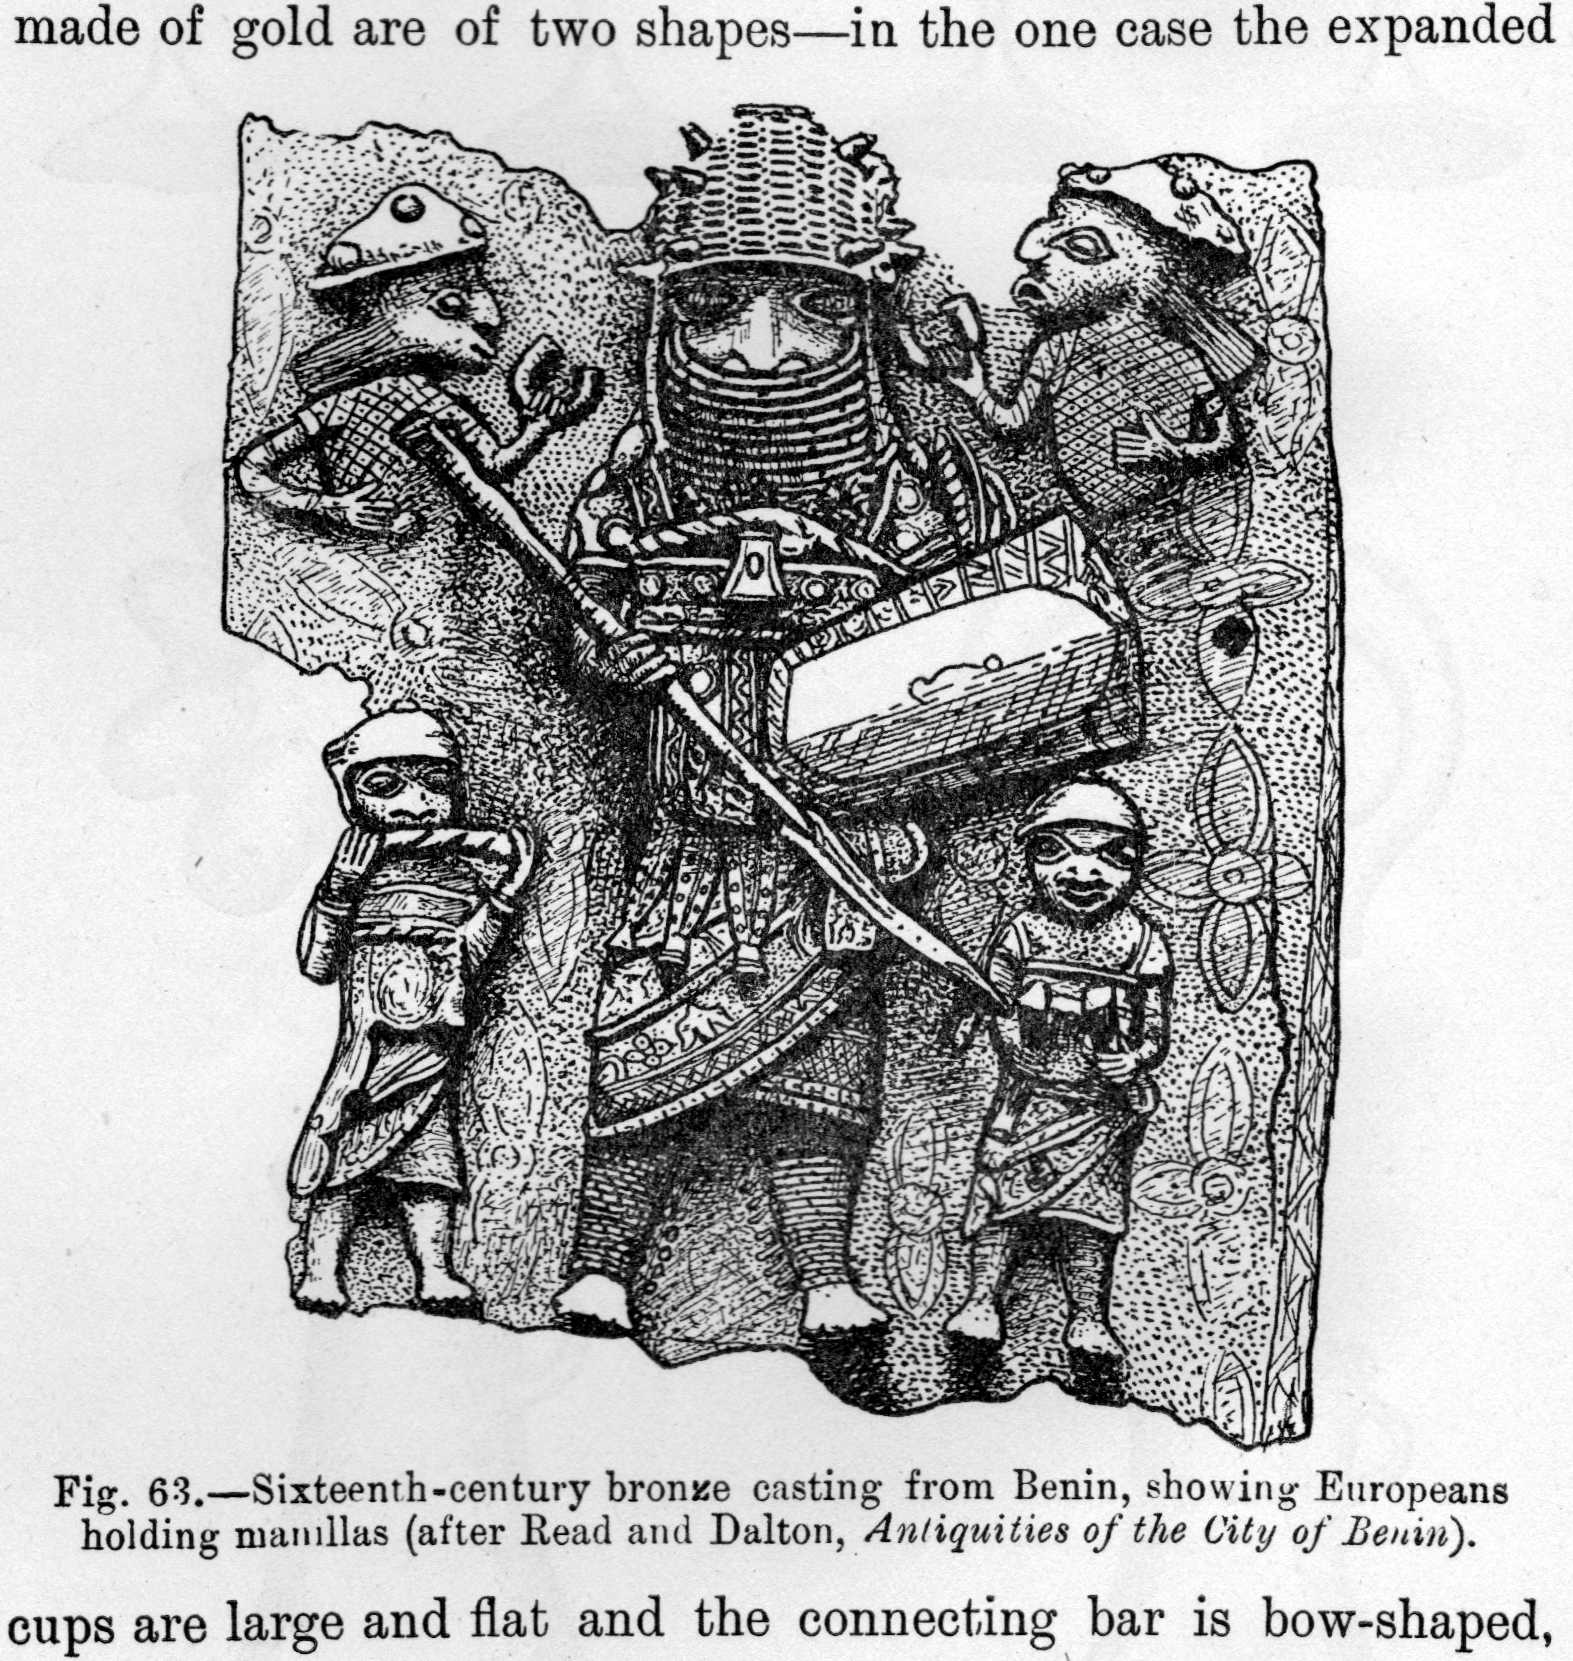 made of gold are of two shapes—in the one case the expanded
Fig. 63.—Sixteenth-century bronze casting from Benin, showing Europeans
holding manillas (after Read and Dalton, Antiquities of the City of Benin).
cups are large and flat and the connecting bar is bow-shaped,